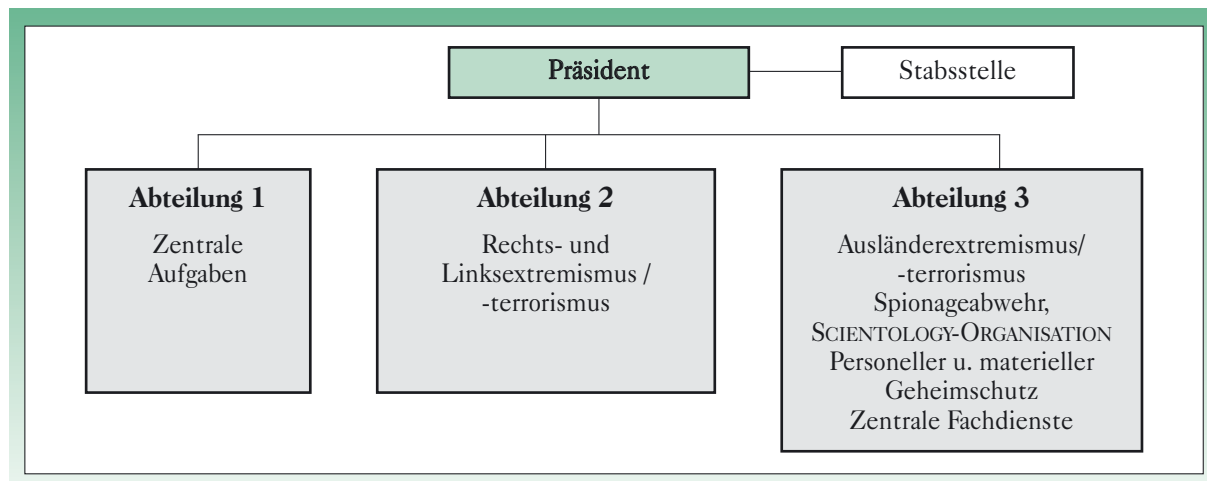 Präsident
Stabsstelle
Abteilung 1
Zentrale
Aufgaben
Abteilung 2
Rechts- und
Linksextremismus /
-terrorismus
Abteilung 3
Ausländerextremismus/
-terrorismus
Spionageabwehr,
SCIENTOLOGY-ORGANISATION
Personeller u. materieller
Geheimschutz
Zentrale Fachdienste